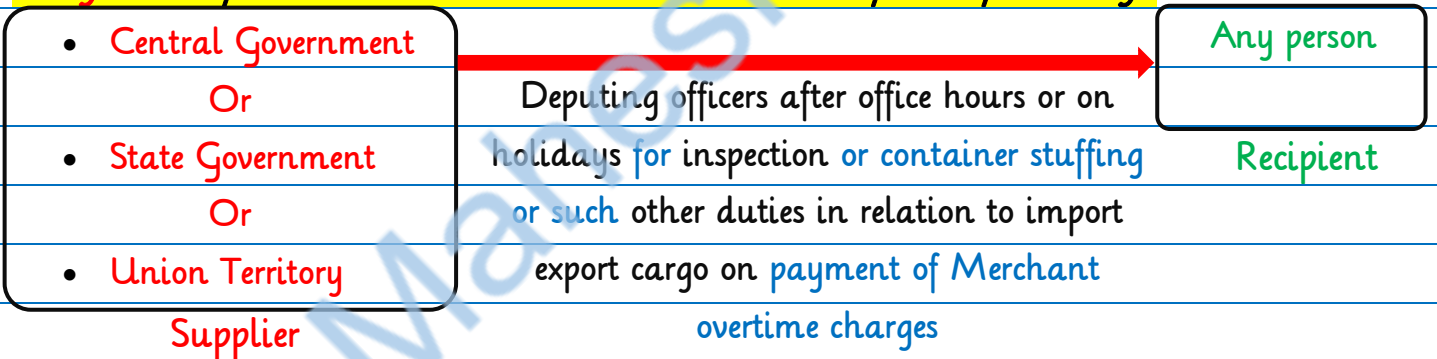 • Central Government
Or
• State Government
Or
• Union Territory
Supplier
Deputing officers after office hours or on
holidays for inspection or container stuffing
or such other duties in relation to import
export cargo on payment of Merchant
overtime charges
Any person
Recipient